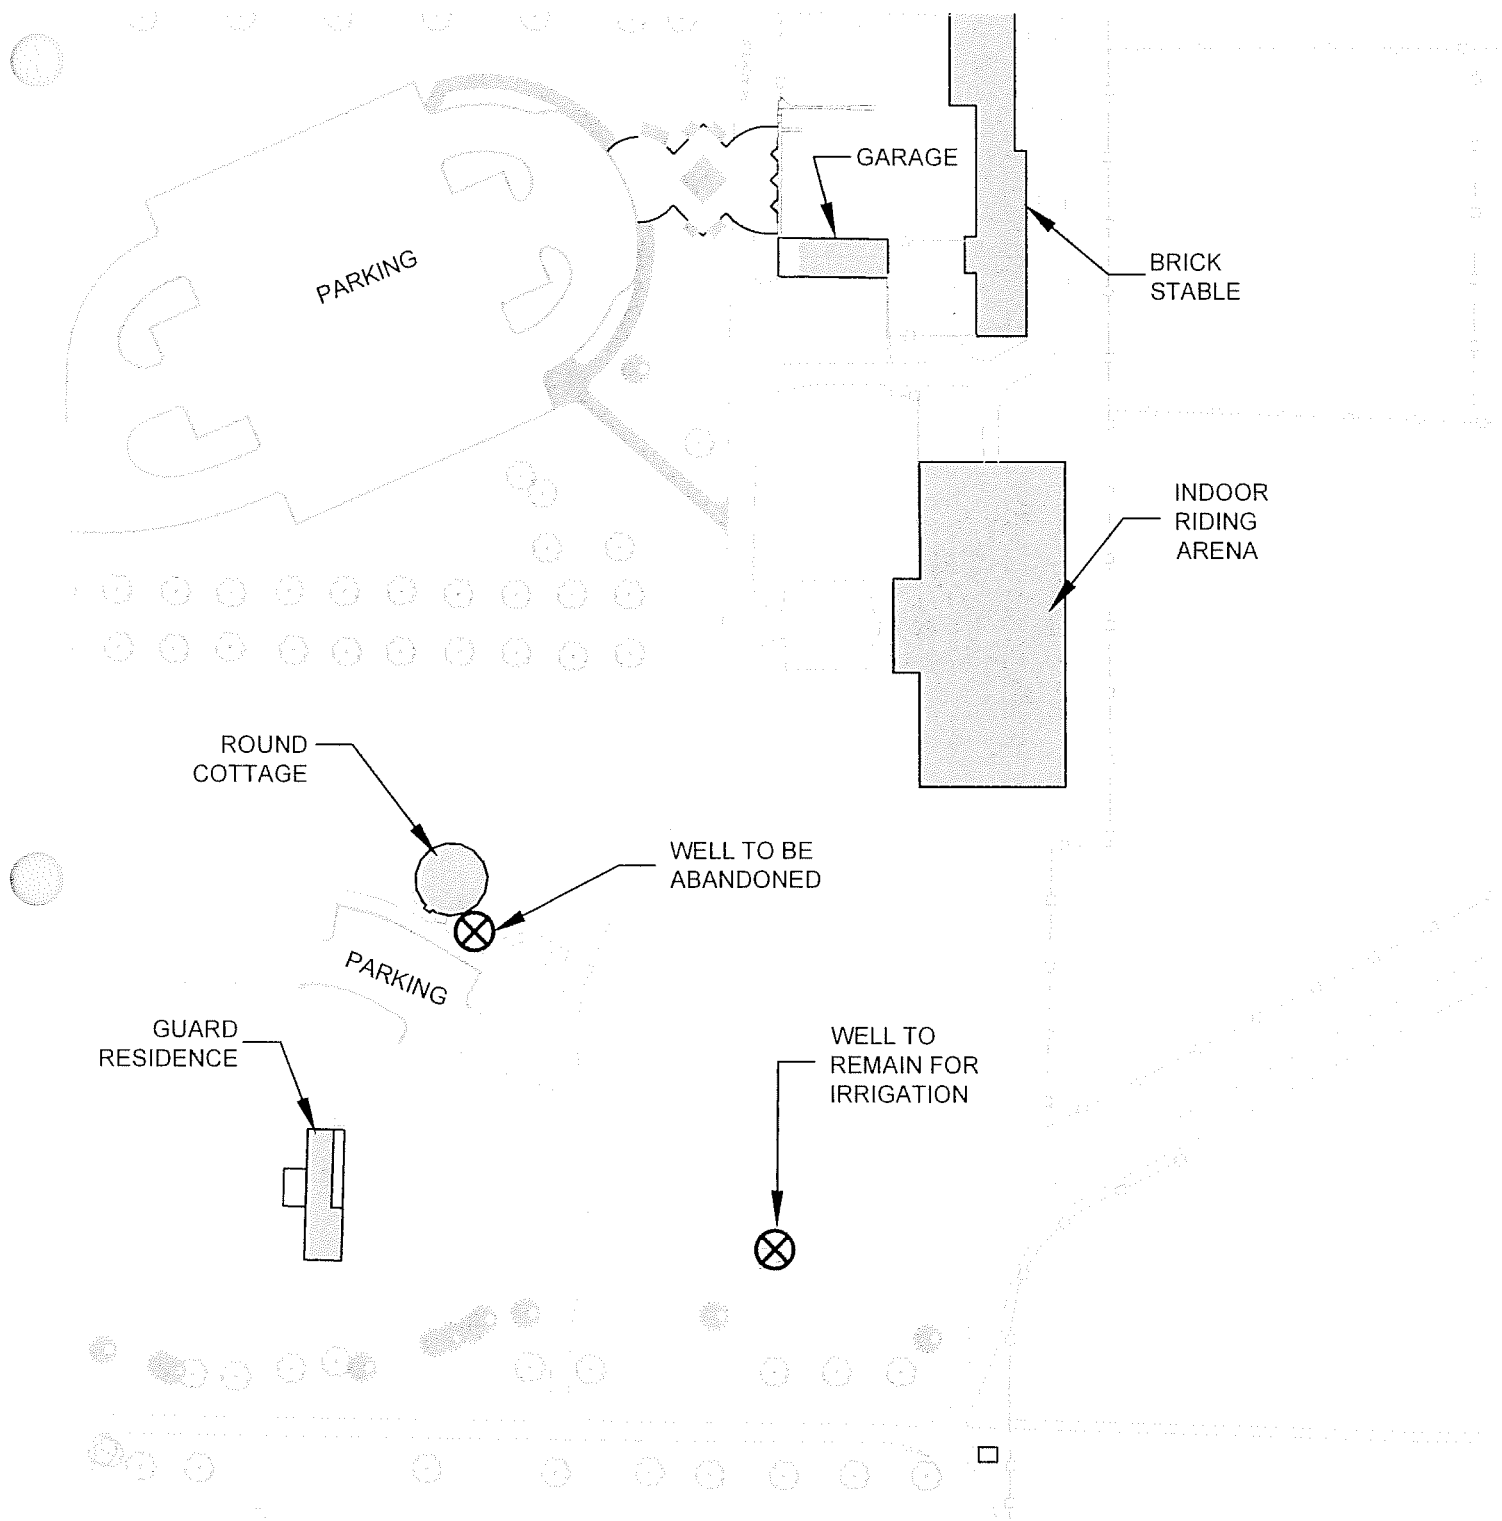 GARAGE
PARKING
BRICK
STABLE
INDOOR
RIDING
ARENA
ROUND
COTTAGE
WELL TO BE
ABANDONED
PARKING
GUARD
RESIDENCE
WELL TO
REMAIN FOR
IRRIGATION